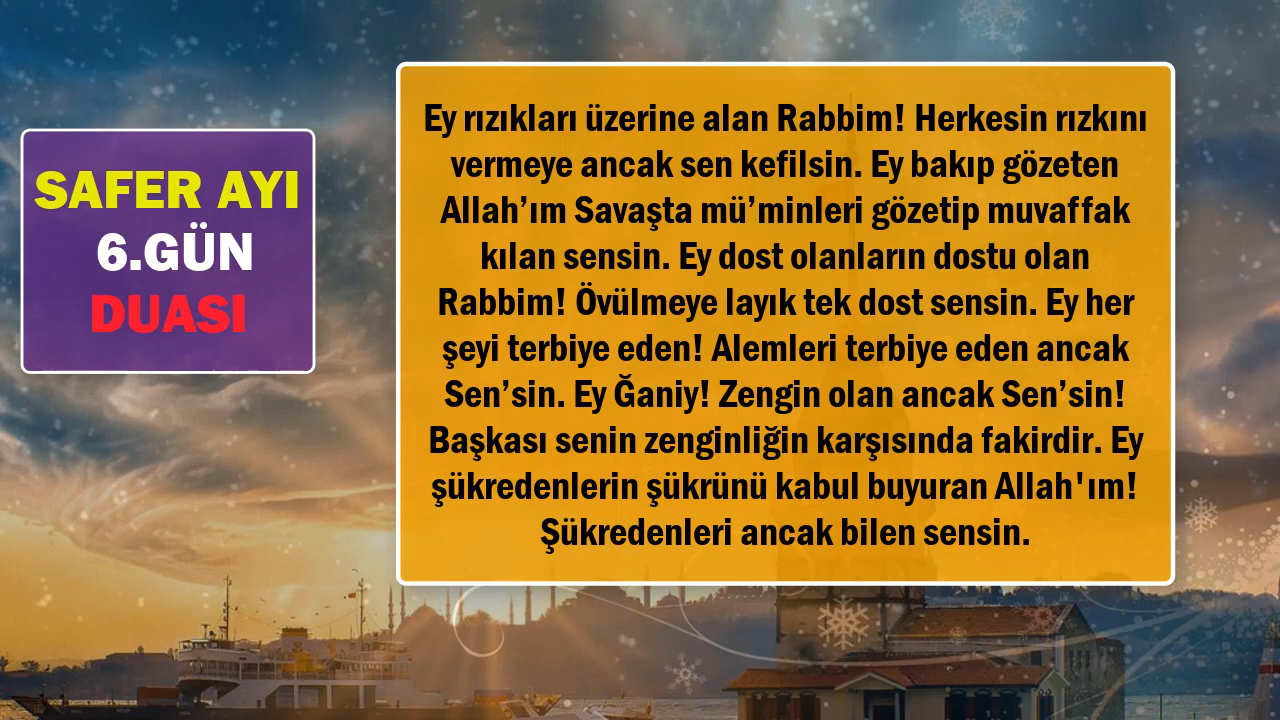 SAFER AYI
6.GÜN
DUASI
Ey rızıkları üzerine alan Rabbim! Herkesin rızkını
vermeye ancak sen kefilsin. Ey bakıp gözeten
Allah’ım Savaşta mü’minleri gözetip muvaffak
kılan sensin. Ey dost olanların dostu olan
Rabbim! Övülmeye layık tek dost sensin. Ey her
şeyi terbiye eden! Alemleri terbiye eden ancak
Sen’sin. Ey Ğaniy! Zengin olan ancak Sen’sin!
Başkası senin zenginliğin karşısında fakirdir. Ey
şükredenlerin şükrünü kabul buyuran Allah'ım!
Şükredenleri ancak bilen sensin.